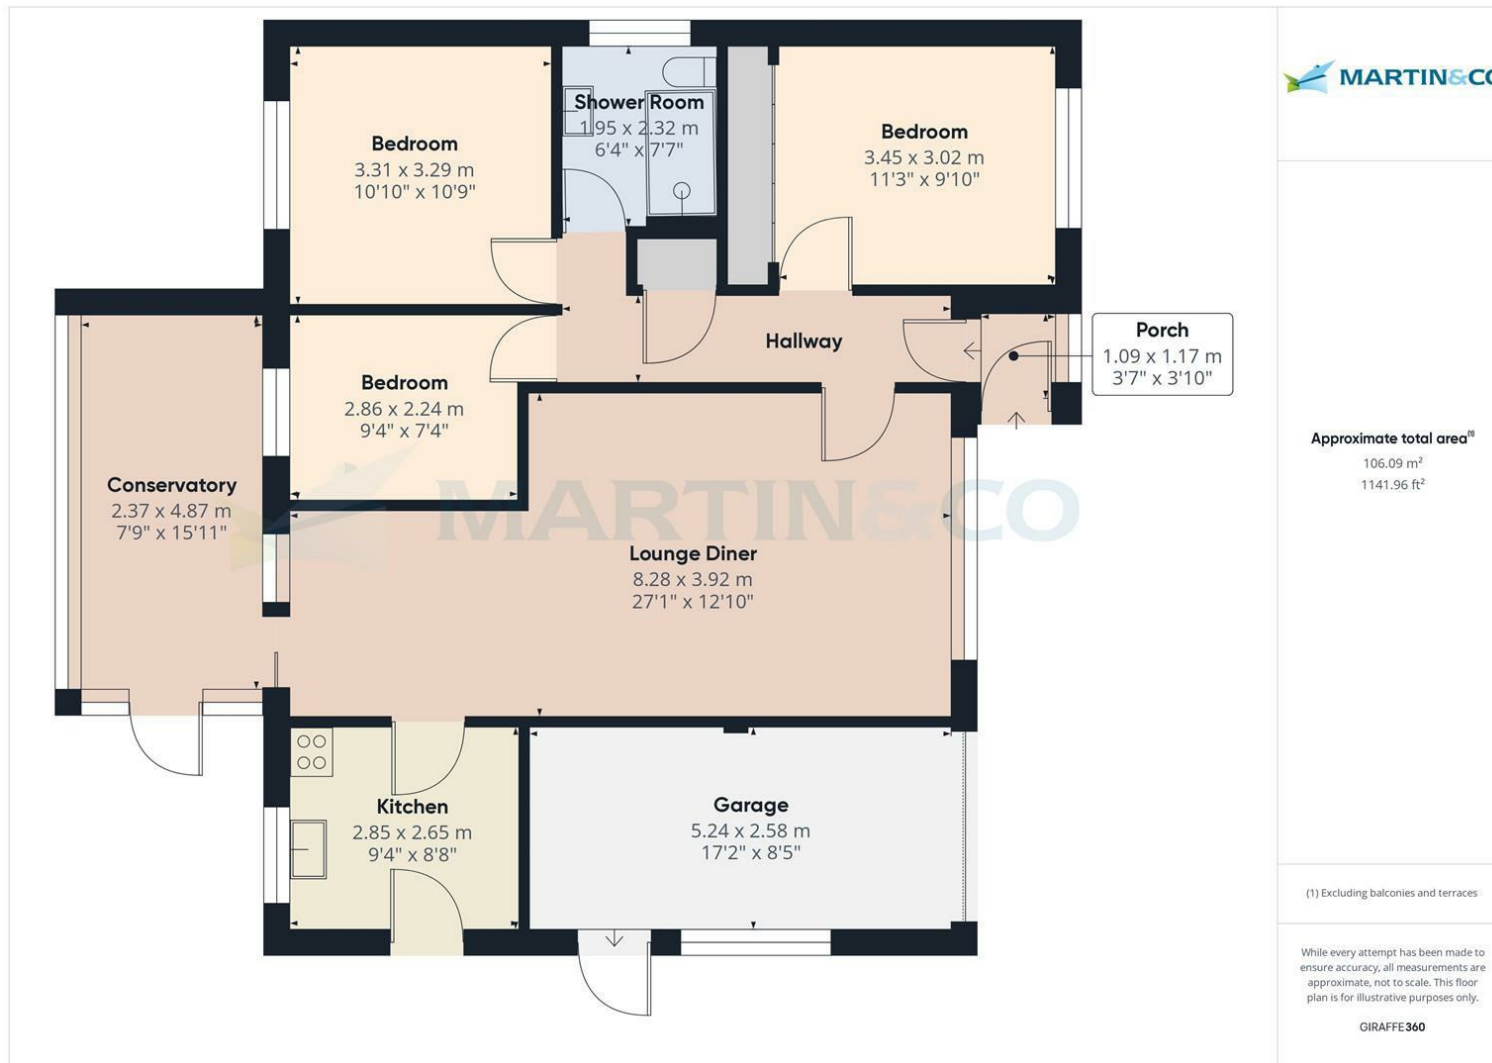 Bedroom
3.31 x 3.29 m
10'10" x 10'9"
Shower Room
1.95 x 2.32 m
6'4" x 7'7"
Bedroom
3.45 x 3.02 m
11'3" x 9'10"
Hallway
Porch
1.09 x 1.17 m
3'7" x 3'10"
Bedroom
2.86 x 2.24 m
9'4" x 7'4"
Conservatory
2.37 x 4.87 m
7'9" x 15'11"
MARTIN&CO
Lounge Diner
8.28 x 3.92 m
27'1" x 12'10"
Kitchen
2.85 x 2.65 m
9'4" x 8'8"
Garage
5.24 x 2.58 m
17'2" x 8'5"
MARTIN&CO
Approximate total area(1)
106.09 m²
1141.96 ft²
(1) Excluding balconies and terraces
While every attempt has been made to
ensure accuracy, all measurements are
approximate, not to scale. This floor
plan is for illustrative purposes only.
GIRAFFE360